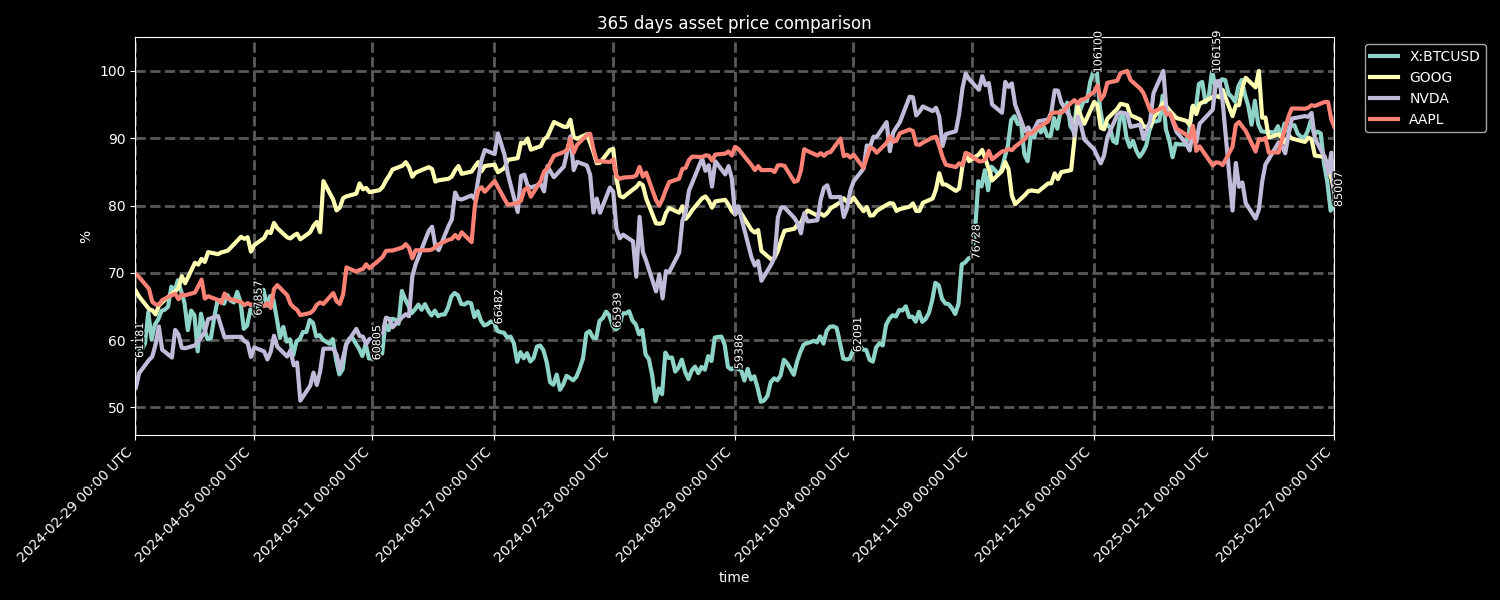 365 days asset price comparison
X:BTCUSD
GOOG
NVDA
AAPL
%
100
90
80
70
60
50
61181
67857
60805
66482
65939
59386
62091
76728
106100
106159
85007
2024-02-29 00:00 UTC
2024-04-05 00:00 UTC
2024-05-11 00:00 UTC
2024-06-17 00:00 UTC
2024-07-23 00:00 UTC
2024-08-29 00:00 UTC
2024-10-04 00:00 UTC
2024-11-09 00:00 UTC
2024-12-16 00:00 UTC
2025-01-21 00:00 UTC
2025-02-27 00:00 UTC
time